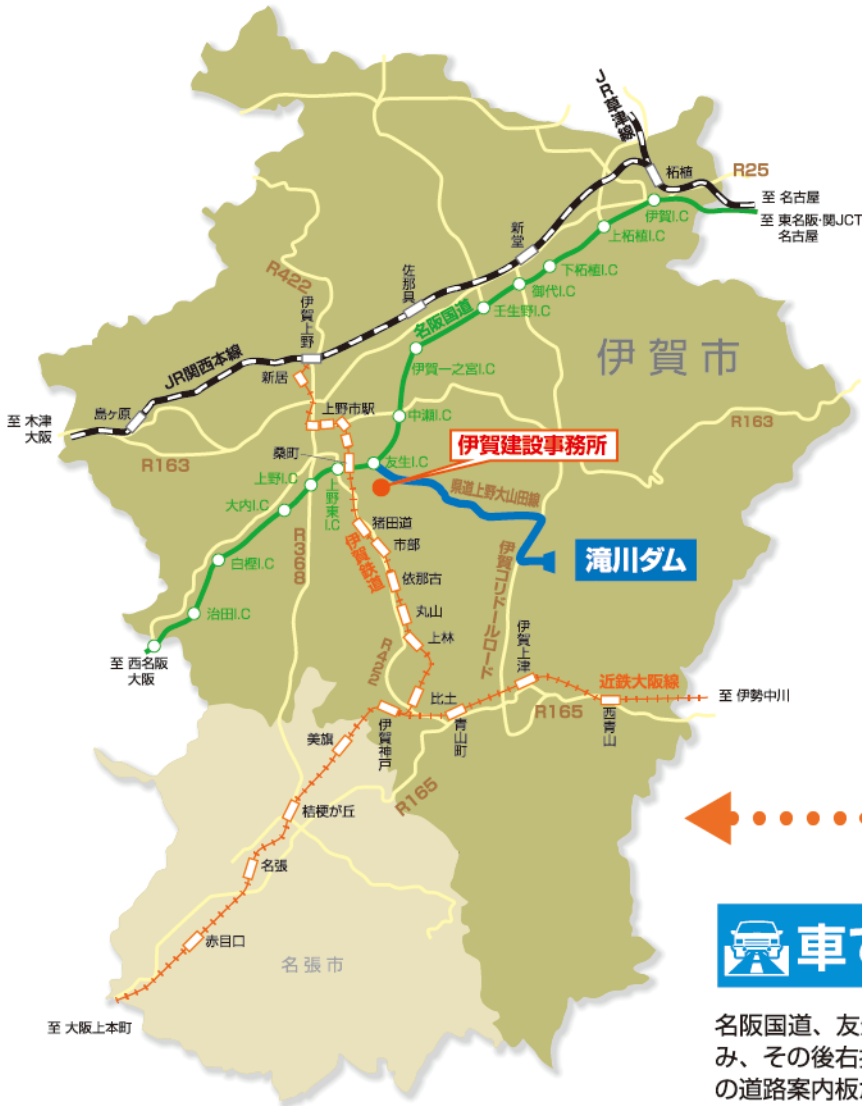 JR草津線
柘植
R25
至 名古屋
至 東名阪・関JCT
名古屋
伊賀I.C
上柘植I.C
新堂
下柘植I.C
御代I.C
壬生野I.C
佐那具
名阪国道
R422
伊賀上野
伊賀市
伊賀一之宮I.C
JR関西本線
新居
島ヶ原
至 木津
大阪
上野市駅
中瀬I.C
R163
R163
桑町
友生I.C
伊賀建設事務所
上野I.C
上野東I.C
県道上野大山田線
大内I.C
猪田道
R368
伊賀鉄道
市部
伊賀コリドールロード
滝川ダム
白樫I.C
依那古
治田I.C
丸山
上林
至 西名阪
大阪
R422
伊賀上津
近鉄大阪線
至 伊勢中川
比土
R165
西青山
青山町
伊賀神戸
美旗
R165
桔梗が丘
名張
赤目口
名張市
至 大阪上本町
車で
名阪国道、友
み、その後右
の道路案内板